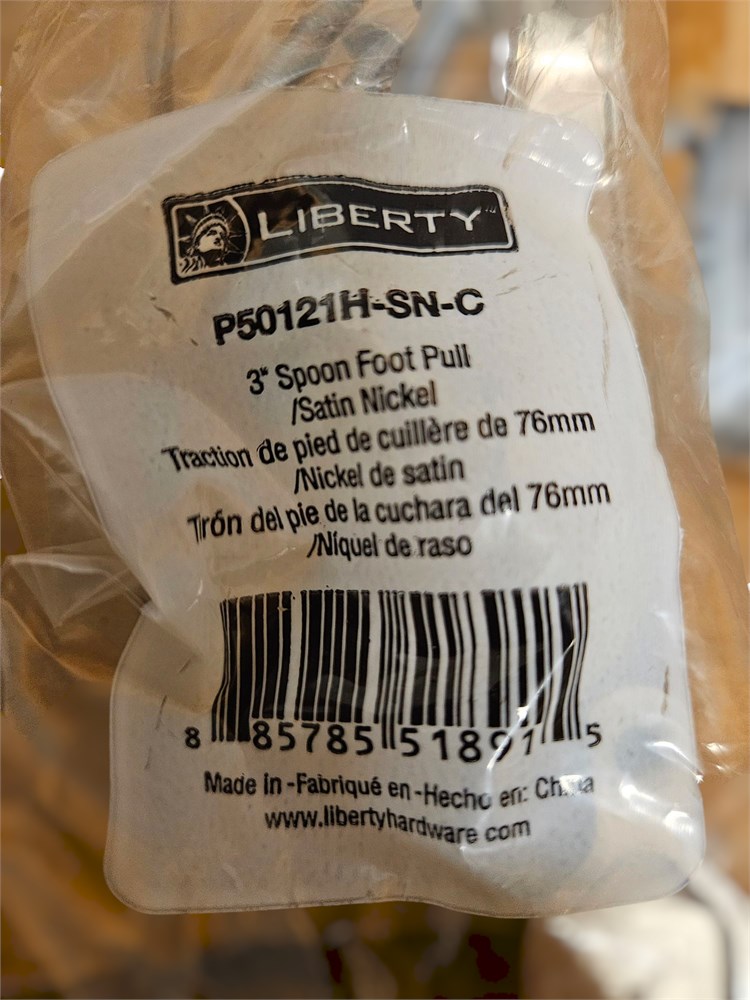 LIBERTY™
P50121H-SN-C
3" Spoon Foot Pull
/Satin Nickel
Traction de pied de cuillère de 76mm
/Nickel de satin
Tirón del pie de la cuchara del 76mm
/Níquel de raso
8 85785 51891 5
Made in -Fabriqué en -Hecho en: China
www.libertyhardware.com